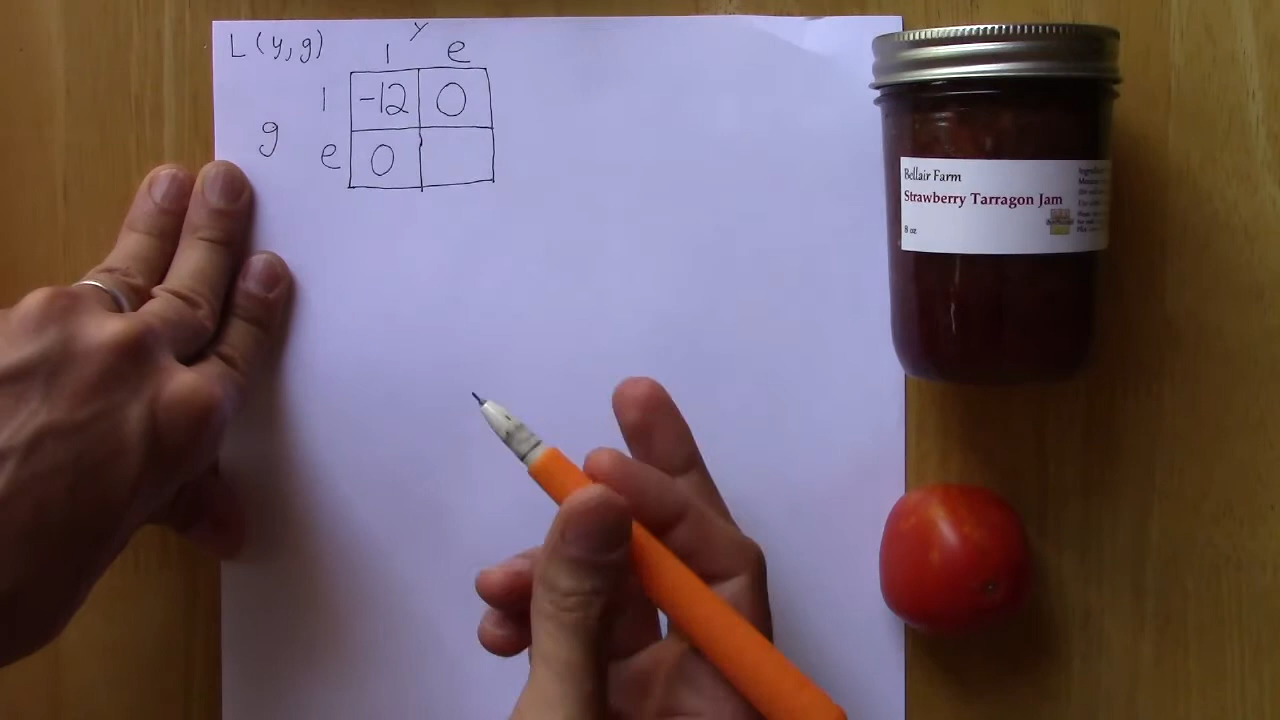 L (y, g)
y
1 e
1 -12 0
g
e 0
Bellair Farm
Strawberry Tarragon Jam
8 oz